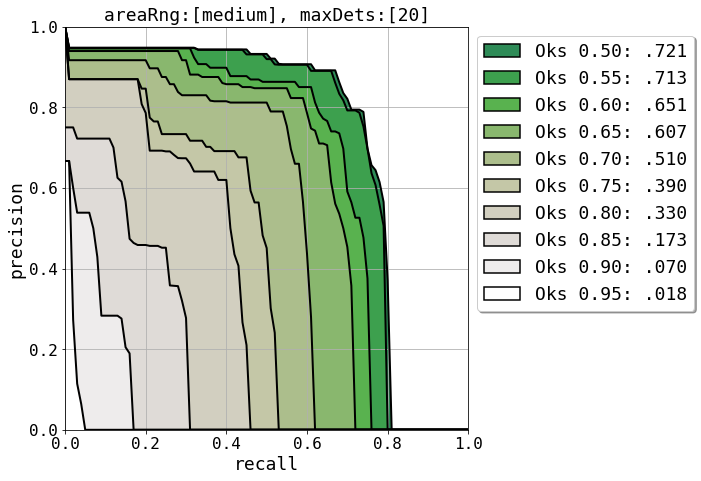 areaRng:[medium], maxDets:[20]
1.0
0.8
0.6
0.4
0.2
0.0
precision
0.0 0.2 0.4 0.6 0.8 1.0
recall
Oks 0.50: .721
Oks 0.55: .713
Oks 0.60: .651
Oks 0.65: .607
Oks 0.70: .510
Oks 0.75: .390
Oks 0.80: .330
Oks 0.85: .173
Oks 0.90: .070
Oks 0.95: .018